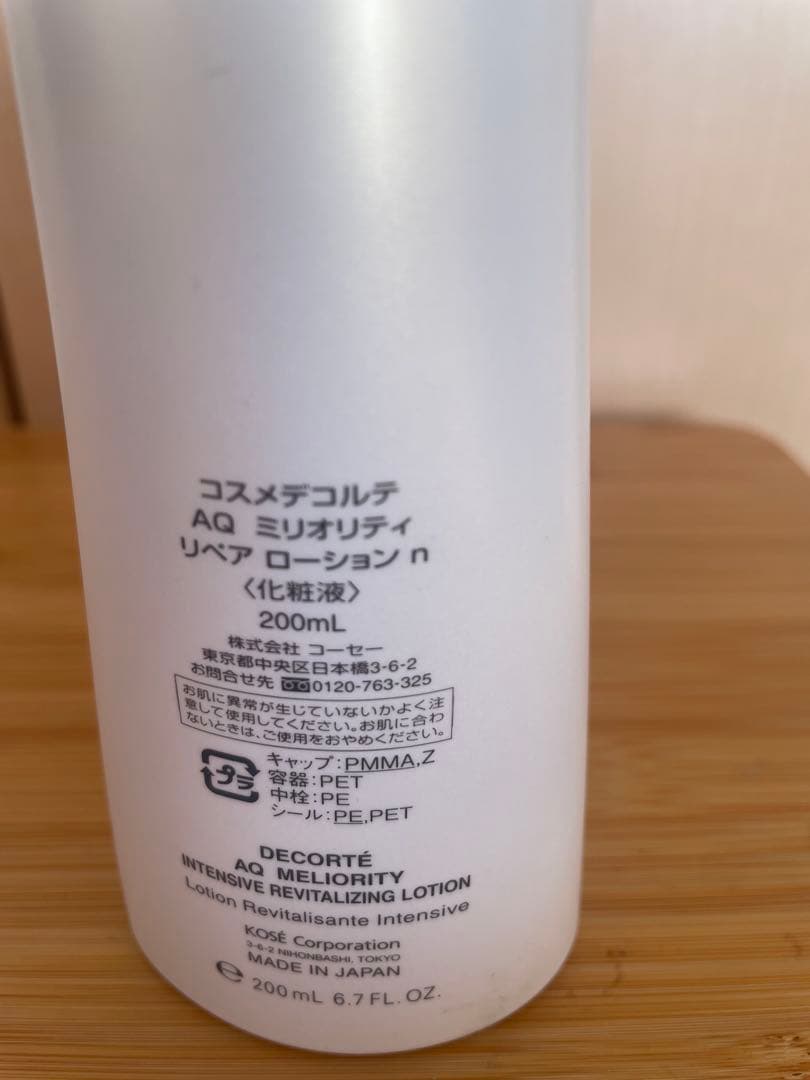 コスメデコルテ
AQ ミリオリティ
リペア ローション n
〈化粧液〉
200mL
株式会社 コーセー
東京都中央区日本橋3-6-2
お問合せ先 0120-763-325
お肌に異常が生じていないかよく注
意して使用してください。お肌に合わ
ないときは、ご使用をおやめください。
プラ
キャップ:PMMA,Z
容器:PET
中栓:PE
シール:PE,PET
DECORTÉ
AQ MELIORITY
INTENSIVE REVITALIZING LOTION
Lotion Revitalisante Intensive
KOSÉ Corporation
3-6-2 NIHONBASHI, TOKYO
MADE IN JAPAN
℮ 200mL 6.7 FL. OZ.